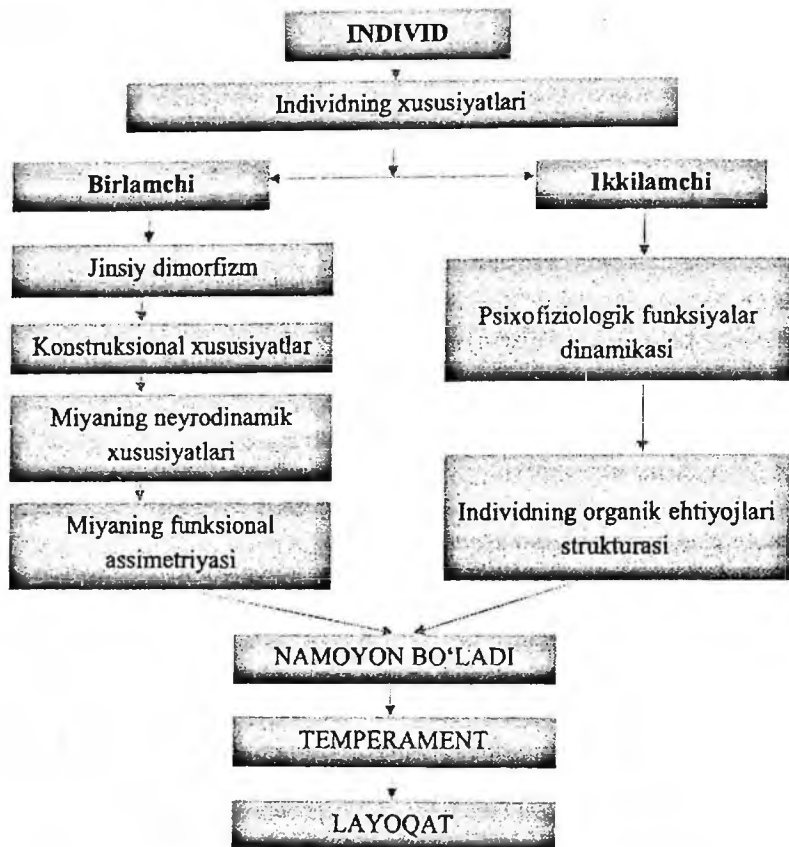 INDIVID
Individning xususiyatlari
Birlamchi
Ikkilamchi
Jinsiy dimorfizm
Konstruksional xususiyatlar
Miyaning neyrodinamik
xususiyatlari
Miyaning funksional
assimetriyasi
Psixofiziologik funksiyalar
dinamikasi
Individning organik ehtiyojlari
strukturasi
NAMOYON BO‘LADI
TEMPERAMENT
LAYOQAT